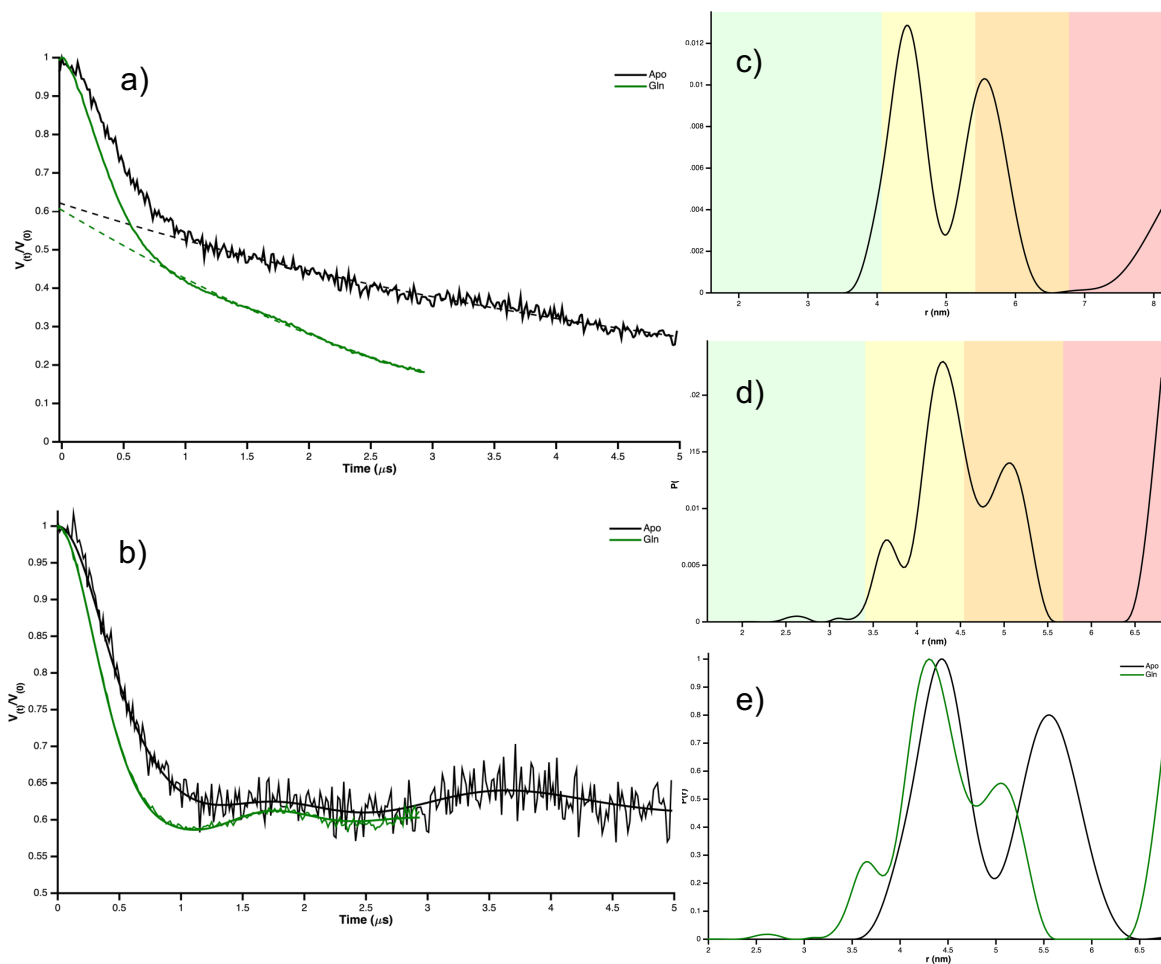 a)
Apo
Gln
1
0.9
0.8
0.7
0.6
0.5
0.4
0.3
0.2
0.1
0
V(t)/V(0)
0 0.5 1 1.5 2 2.5 3 3.5 4 4.5 5
Time (μs)
b)
Apo
Gln
1
0.95
0.9
0.85
0.8
0.75
0.7
0.65
0.6
0.55
0.5
V(t)/V(0)
0 0.5 1 1.5 2 2.5 3 3.5 4 4.5 5
Time (μs)
c)
0.012
0.01
0.008
0.006
0.004
0.002
0
2 3 4 5 6 7 8
r (nm)
d)
.02
15
0.01
0.005
0
P(
2 2.5 3 3.5 4 4.5 5 5.5 6 6.5
r (nm)
e)
Apo
Gln
1
0.9
0.8
0.7
0.6
0.5
0.4
0.3
0.2
0.1
0
P(r)
2 2.5 3 3.5 4 4.5 5 5.5 6 6.5
r (nm)